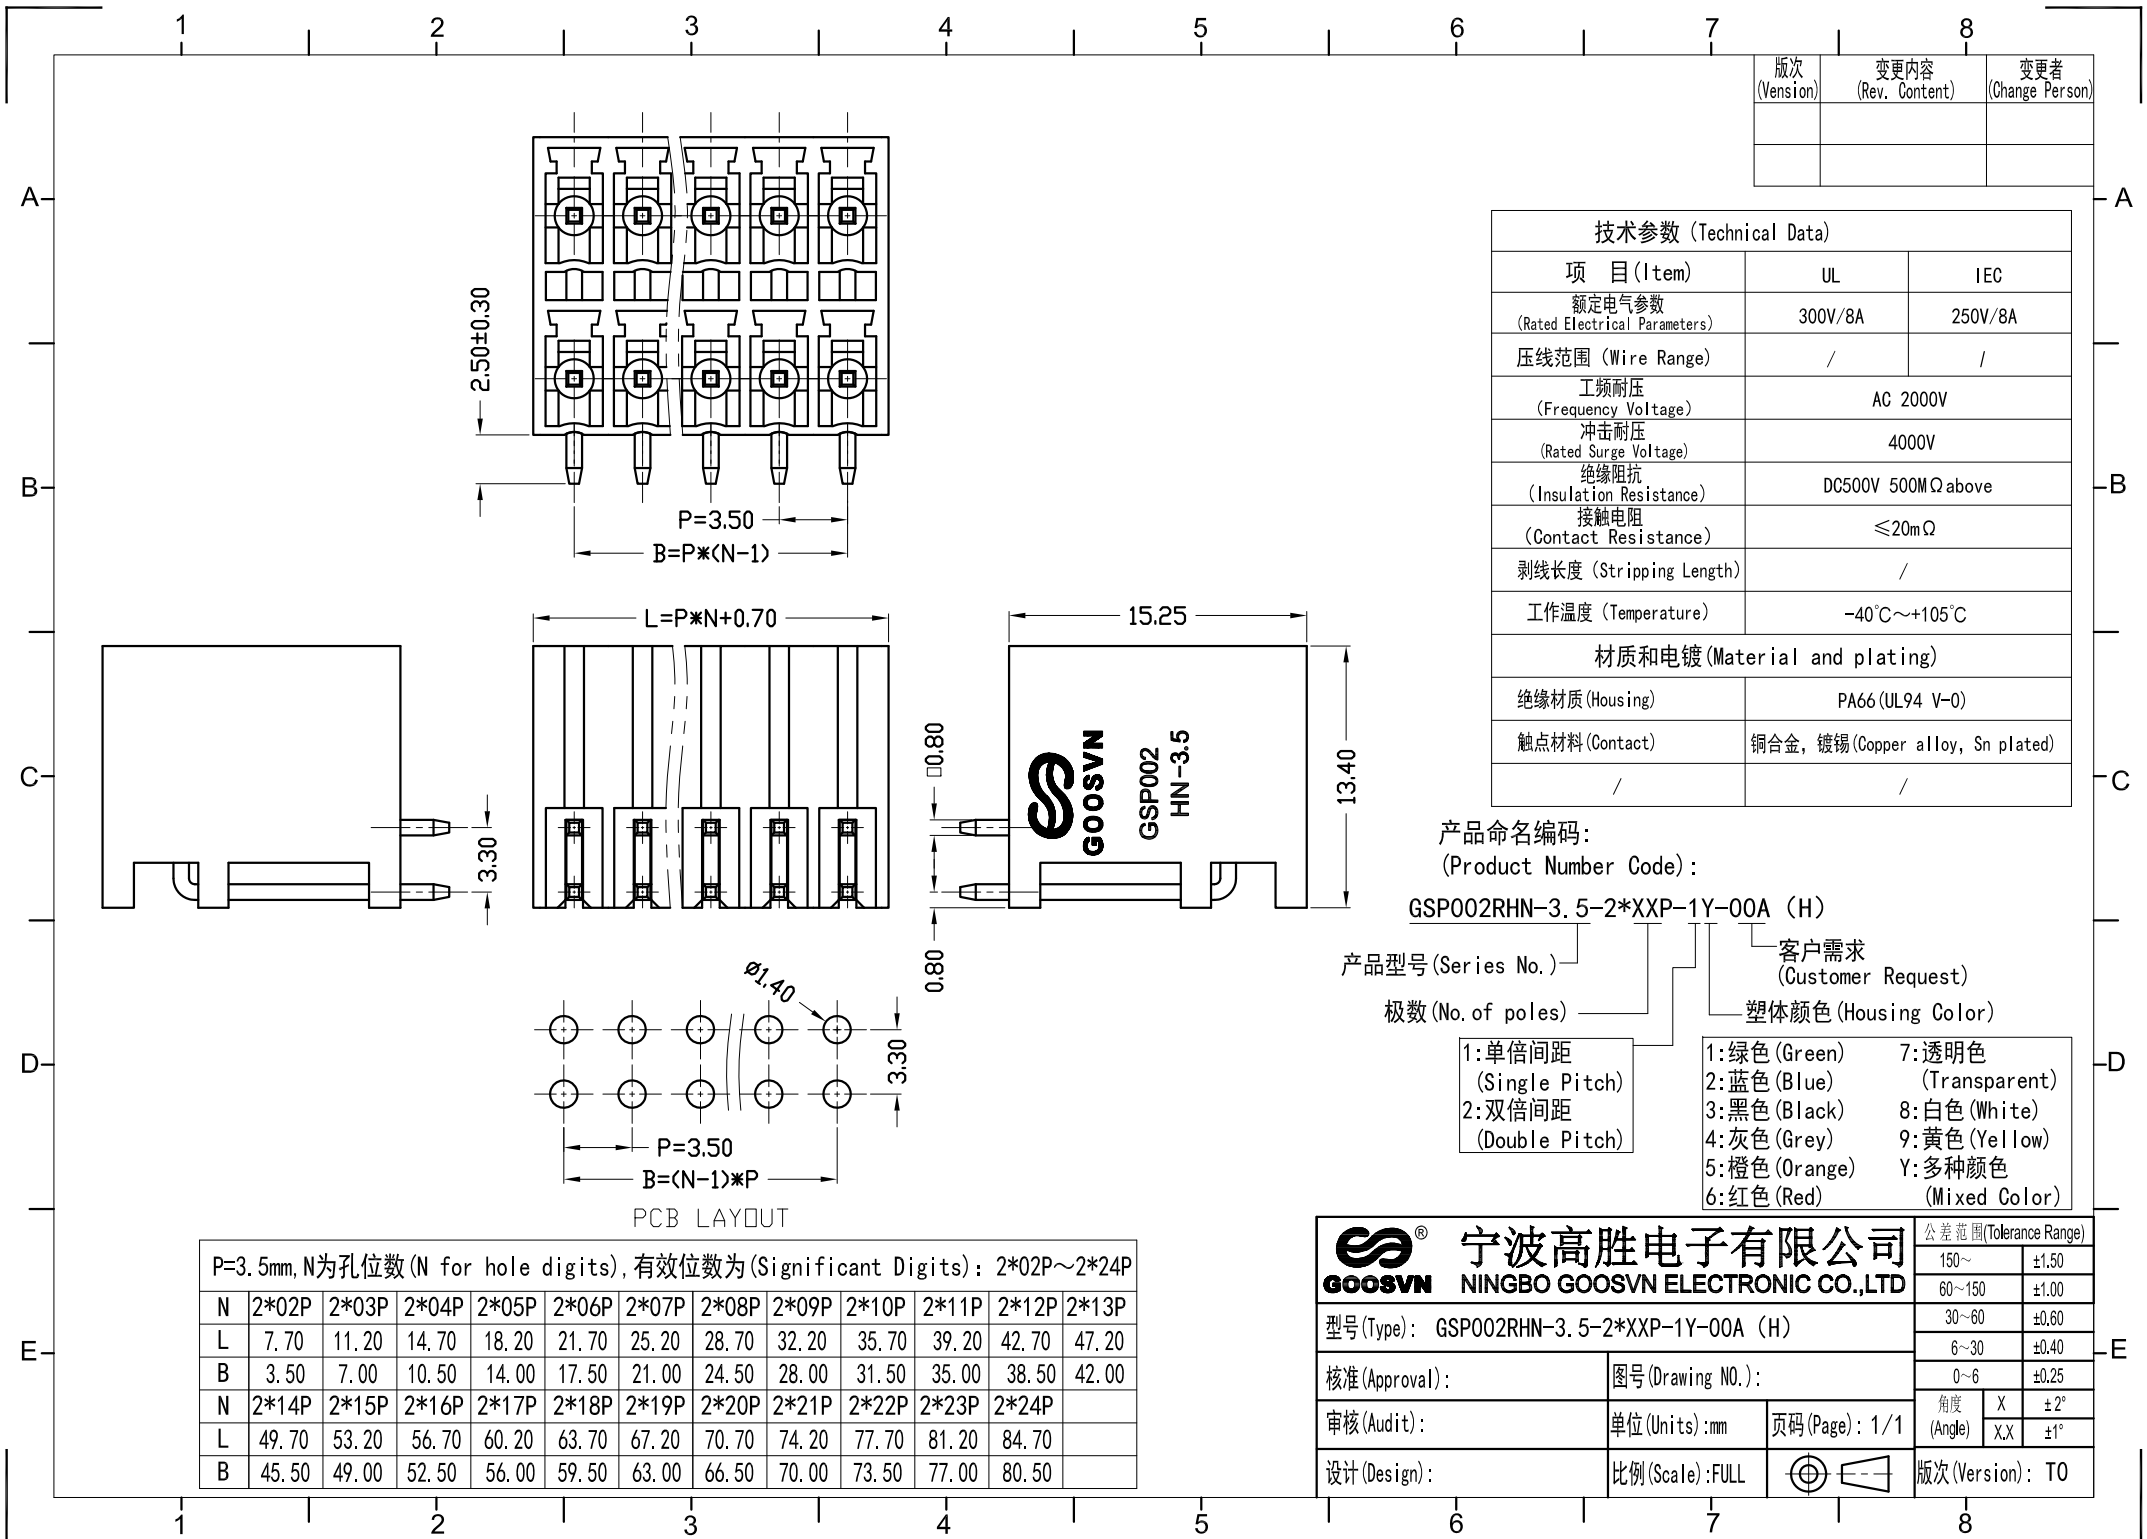 1 2 3 4 5 6 7 8
版次 变更内容 变更者
(Vension) (Rev. Content) (Change Person)
A A
B B
C C
D D
E E
2.50±0.30
P=3.50
B=P*(N-1)
L=P*N+0.70
15.25
13.40
3.30
□0.80
0.80
GOOSVN
GSP002
HN-3.5
Ø1.40
3.30
P=3.50
B=(N-1)*P
PCB LAYOUT
技术参数 (Technical Data)
项 目(Item) UL IEC
额定电气参数
(Rated Electrical Parameters) 300V/8A 250V/8A
压线范围 (Wire Range) / /
工频耐压
(Frequency Voltage) AC 2000V
冲击耐压
(Rated Surge Voltage) 4000V
绝缘阻抗
(Insulation Resistance) DC500V 500MΩabove
接触电阻
(Contact Resistance) ≤20mΩ
剥线长度 (Stripping Length) /
工作温度 (Temperature) -40℃～+105℃
材质和电镀(Material and plating)
绝缘材质(Housing) PA66(UL94 V-0)
触点材料(Contact) 铜合金, 镀锡(Copper alloy, Sn plated)
/ /
产品命名编码:
(Product Number Code):
GSP002RHN-3.5-2*XXP-1Y-00A (H)
产品型号(Series No.)
客户需求
(Customer Request)
极数(No.of poles)
塑体颜色(Housing Color)
1:单倍间距
(Single Pitch)
2:双倍间距
(Double Pitch)
1:绿色(Green) 7:透明色
2:蓝色(Blue) (Transparent)
3:黑色(Black) 8:白色(White)
4:灰色(Grey) 9:黄色(Yellow)
5:橙色(Orange) Y:多种颜色
6:红色(Red) (Mixed Color)
P=3.5mm,N为孔位数(N for hole digits),有效位数为(Significant Digits): 2*02P～2*24P
N 2*02P 2*03P 2*04P 2*05P 2*06P 2*07P 2*08P 2*09P 2*10P 2*11P 2*12P 2*13P
L 7.70 11.20 14.70 18.20 21.70 25.20 28.70 32.20 35.70 39.20 42.70 47.20
B 3.50 7.00 10.50 14.00 17.50 21.00 24.50 28.00 31.50 35.00 38.50 42.00
N 2*14P 2*15P 2*16P 2*17P 2*18P 2*19P 2*20P 2*21P 2*22P 2*23P 2*24P
L 49.70 53.20 56.70 60.20 63.70 67.20 70.70 74.20 77.70 81.20 84.70
B 45.50 49.00 52.50 56.00 59.50 63.00 66.50 70.00 73.50 77.00 80.50
®
GOOSVN
宁波高胜电子有限公司
NINGBO GOOSVN ELECTRONIC CO.,LTD
型号(Type): GSP002RHN-3.5-2*XXP-1Y-00A (H)
核准(Approval): 图号(Drawing NO.):
审核(Audit): 单位(Units):mm 页码(Page): 1/1
设计(Design): 比例(Scale):FULL
公差范围(Tolerance Range)
150～ ±1.50
60～150 ±1.00
30～60 ±0.60
6～30 ±0.40
0～6 ±0.25
角度 X ±2°
(Angle) X.X ±1°
版次(Version): T0
1 2 3 4 5 6 7 8